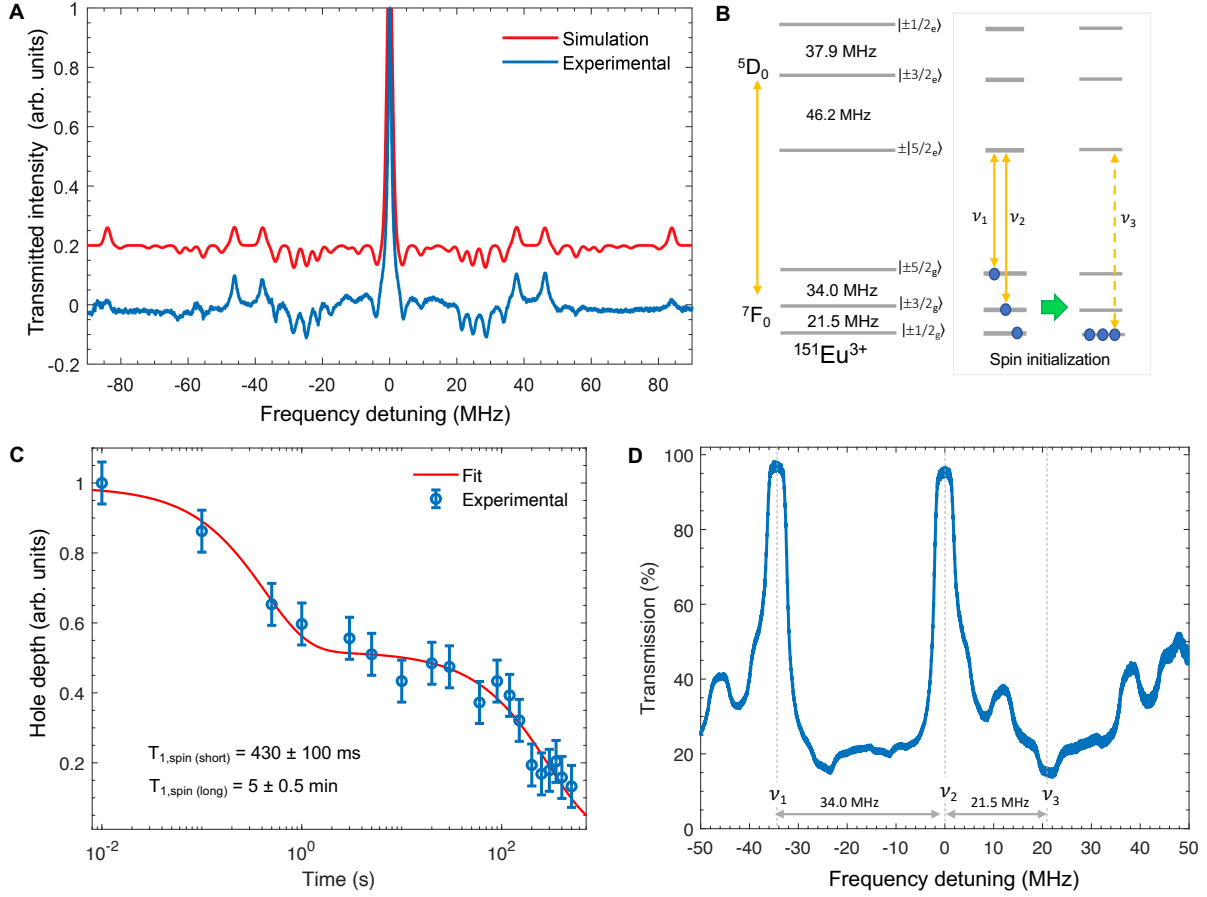 A
Transmitted intensity (arb. units)
1
0.8
0.6
0.4
0.2
0
-0.2
Simulation
Experimental
-80
-60
-40
-20
0
20
40
60
80
Frequency detuning (MHz)
B
⁵D₀
⁷F₀
|±1/2ₑ⟩
37.9 MHz
|±3/2ₑ⟩
46.2 MHz
±|5/2ₑ⟩
|±5/2g⟩
34.0 MHz
|±3/2g⟩
21.5 MHz
|±1/2g⟩
¹⁵¹Eu³⁺
ν₁
ν₂
ν₃
Spin initialization
C
Hole depth (arb. units)
1
0.8
0.6
0.4
0.2
Fit
Experimental
T1,spin (short) = 430 ± 100 ms
T1,spin (long) = 5 ± 0.5 min
10⁻²
10⁰
10²
Time (s)
D
Transmission (%)
100
80
60
40
20
0
ν₁
34.0 MHz
ν₂
21.5 MHz
ν₃
-50
-40
-30
-20
-10
0
10
20
30
40
50
Frequency detuning (MHz)